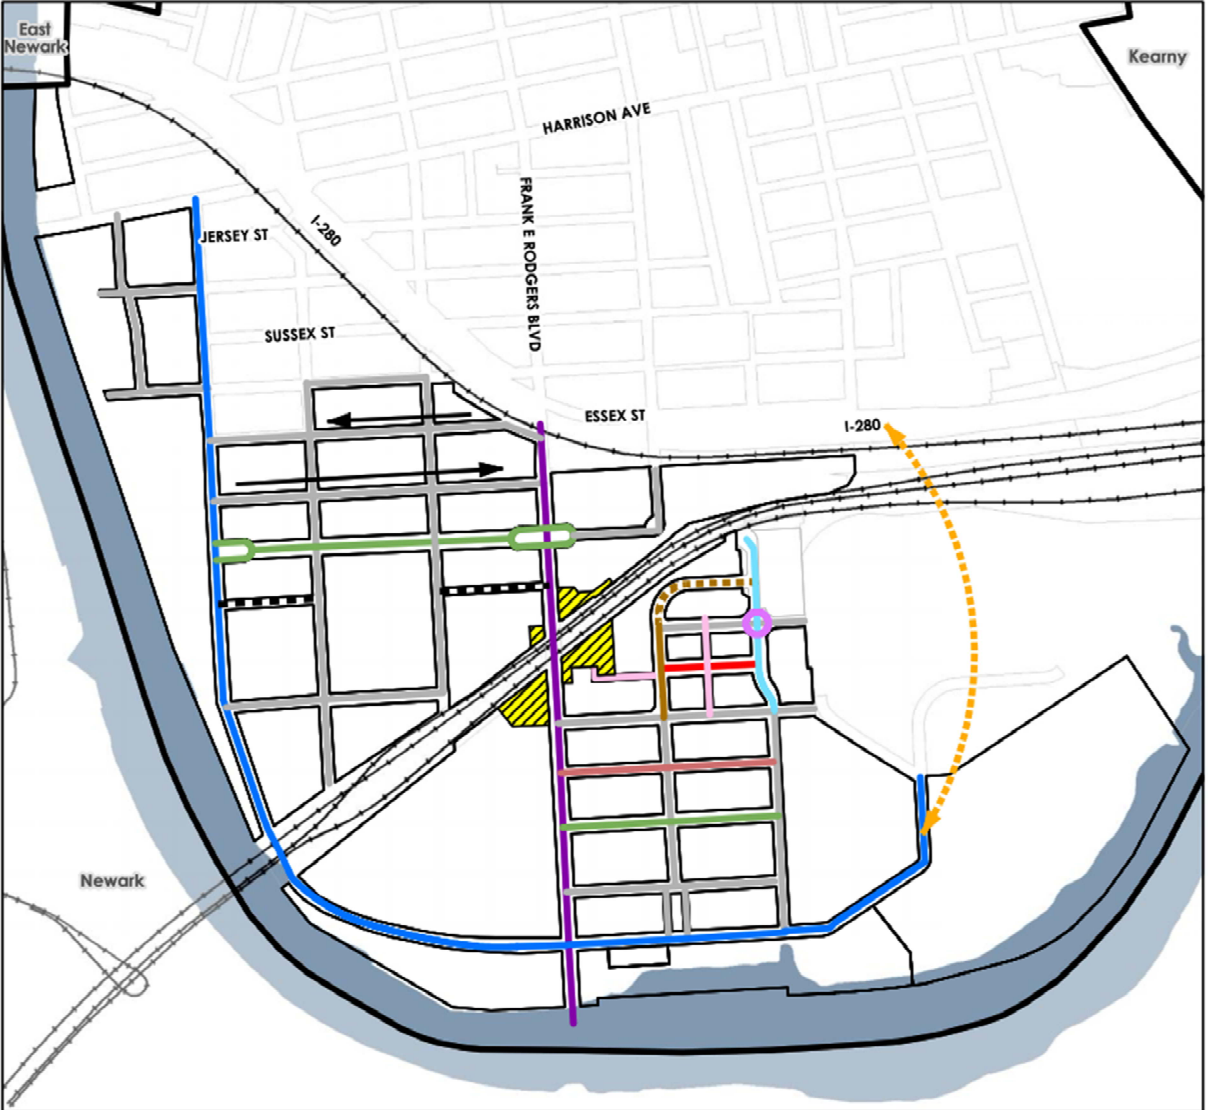 East
Newark
Kearny
HARRISON AVE
FRANK E RODGERS BLVD
JERSEY ST
I-280
SUSSEX ST
ESSEX ST
I-280
Newark